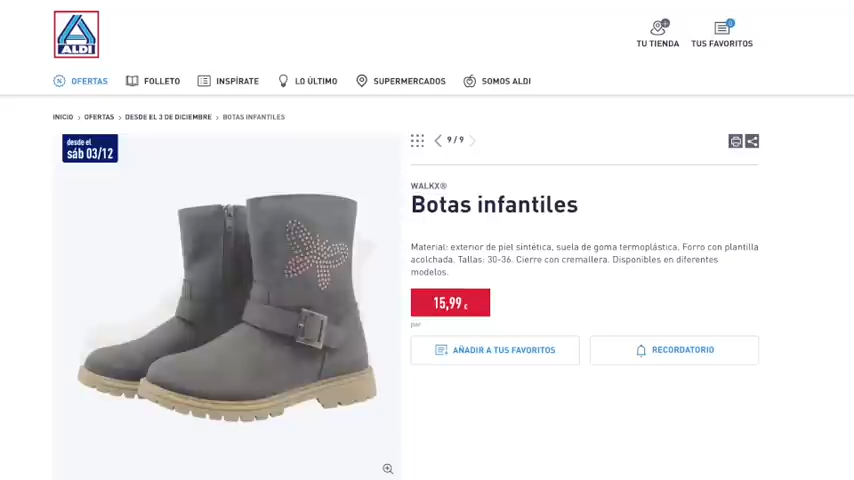 ALDI
TU TIENDA
0
TUS FAVORITOS
% OFERTAS
FOLLETO
INSPÍRATE
LO ÚLTIMO
SUPERMERCADOS
SOMOS ALDI
INICIO > OFERTAS > DESDE EL 3 DE DICIEMBRE > BOTAS INFANTILES
desde el
sáb 03/12
9 / 9
WALKX®
Botas infantiles
Material: exterior de piel sintética, suela de goma termoplástica. Forro con plantilla
acolchada. Tallas: 30-36. Cierre con cremallera. Disponibles en diferentes
modelos.
15,99 €
par
AÑADIR A TUS FAVORITOS
RECORDATORIO